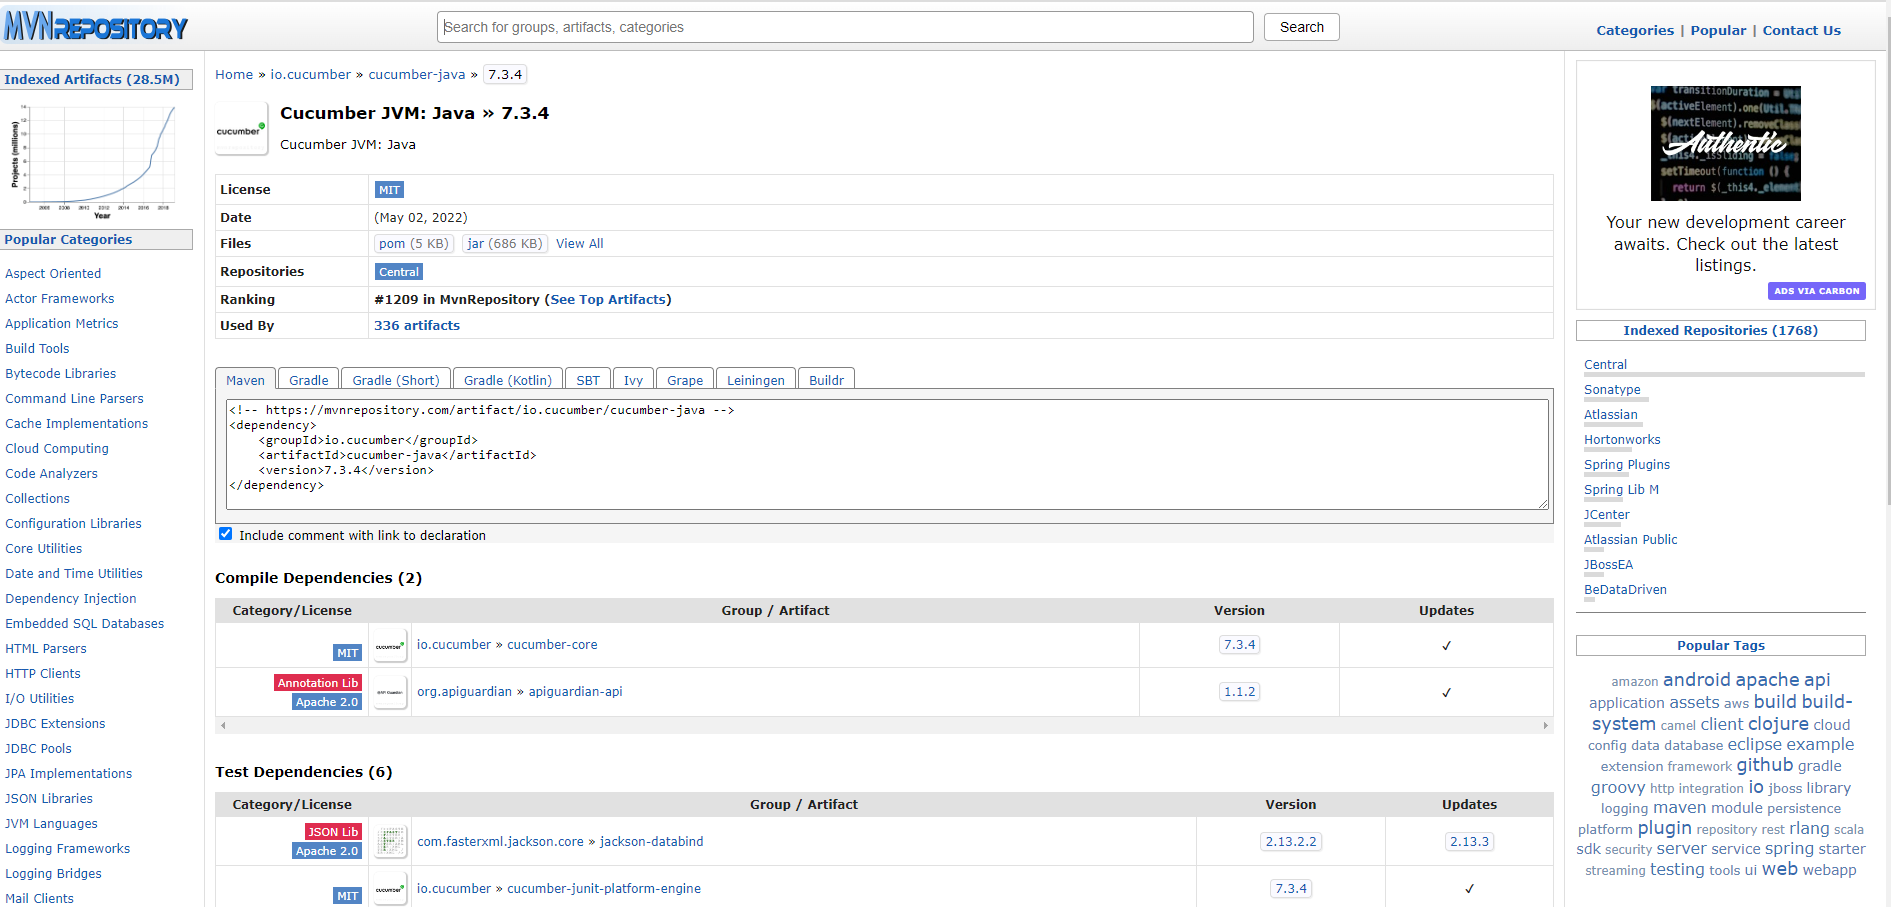 MVNREPOSITORY
Search for groups, artifacts, categories
Search
Categories | Popular | Contact Us
Indexed Artifacts (28.5M)
Projects (millions)
Year
Popular Categories
Aspect Oriented
Actor Frameworks
Application Metrics
Build Tools
Bytecode Libraries
Command Line Parsers
Cache Implementations
Cloud Computing
Code Analyzers
Collections
Configuration Libraries
Core Utilities
Date and Time Utilities
Dependency Injection
Embedded SQL Databases
HTML Parsers
HTTP Clients
I/O Utilities
JDBC Extensions
JDBC Pools
JPA Implementations
JSON Libraries
JVM Languages
Logging Frameworks
Logging Bridges
Mail Clients
Home » io.cucumber » cucumber-java » 7.3.4
cucumber
Cucumber JVM: Java » 7.3.4
Cucumber JVM: Java
License MIT
Date (May 02, 2022)
Files pom (5 KB) jar (686 KB) View All
Repositories Central
Ranking #1209 in MvnRepository (See Top Artifacts)
Used By 336 artifacts
Maven Gradle Gradle (Short) Gradle (Kotlin) SBT Ivy Grape Leiningen Buildr
<!-- https://mvnrepository.com/artifact/io.cucumber/cucumber-java -->
<dependency>
<groupId>io.cucumber</groupId>
<artifactId>cucumber-java</artifactId>
<version>7.3.4</version>
</dependency>
Include comment with link to declaration
Compile Dependencies (2)
Category/License Group / Artifact Version Updates
MIT cucumber io.cucumber » cucumber-core 7.3.4 ✓
Annotation Lib
Apache 2.0 org.apiguardian » apiguardian-api 1.1.2 ✓
Test Dependencies (6)
Category/License Group / Artifact Version Updates
JSON Lib
Apache 2.0 com.fasterxml.jackson.core » jackson-databind 2.13.2.2 2.13.3
MIT cucumber io.cucumber » cucumber-junit-platform-engine 7.3.4 ✓
var transitionDuration = Uti
$(activeElement).one(Util.T
$(nextElement).removeClass
Authentic
setTimeout(function () {
return $(_this4._element
Your new development career
awaits. Check out the latest
listings.
ADS VIA CARBON
Indexed Repositories (1768)
Central
Sonatype
Atlassian
Hortonworks
Spring Plugins
Spring Lib M
JCenter
Atlassian Public
JBossEA
BeDataDriven
Popular Tags
amazon android apache api
application assets aws build build-
system camel client clojure cloud
config data database eclipse example
extension framework github gradle
groovy http integration io jboss library
logging maven module persistence
platform plugin repository rest rlang scala
sdk security server service spring starter
streaming testing tools ui web webapp